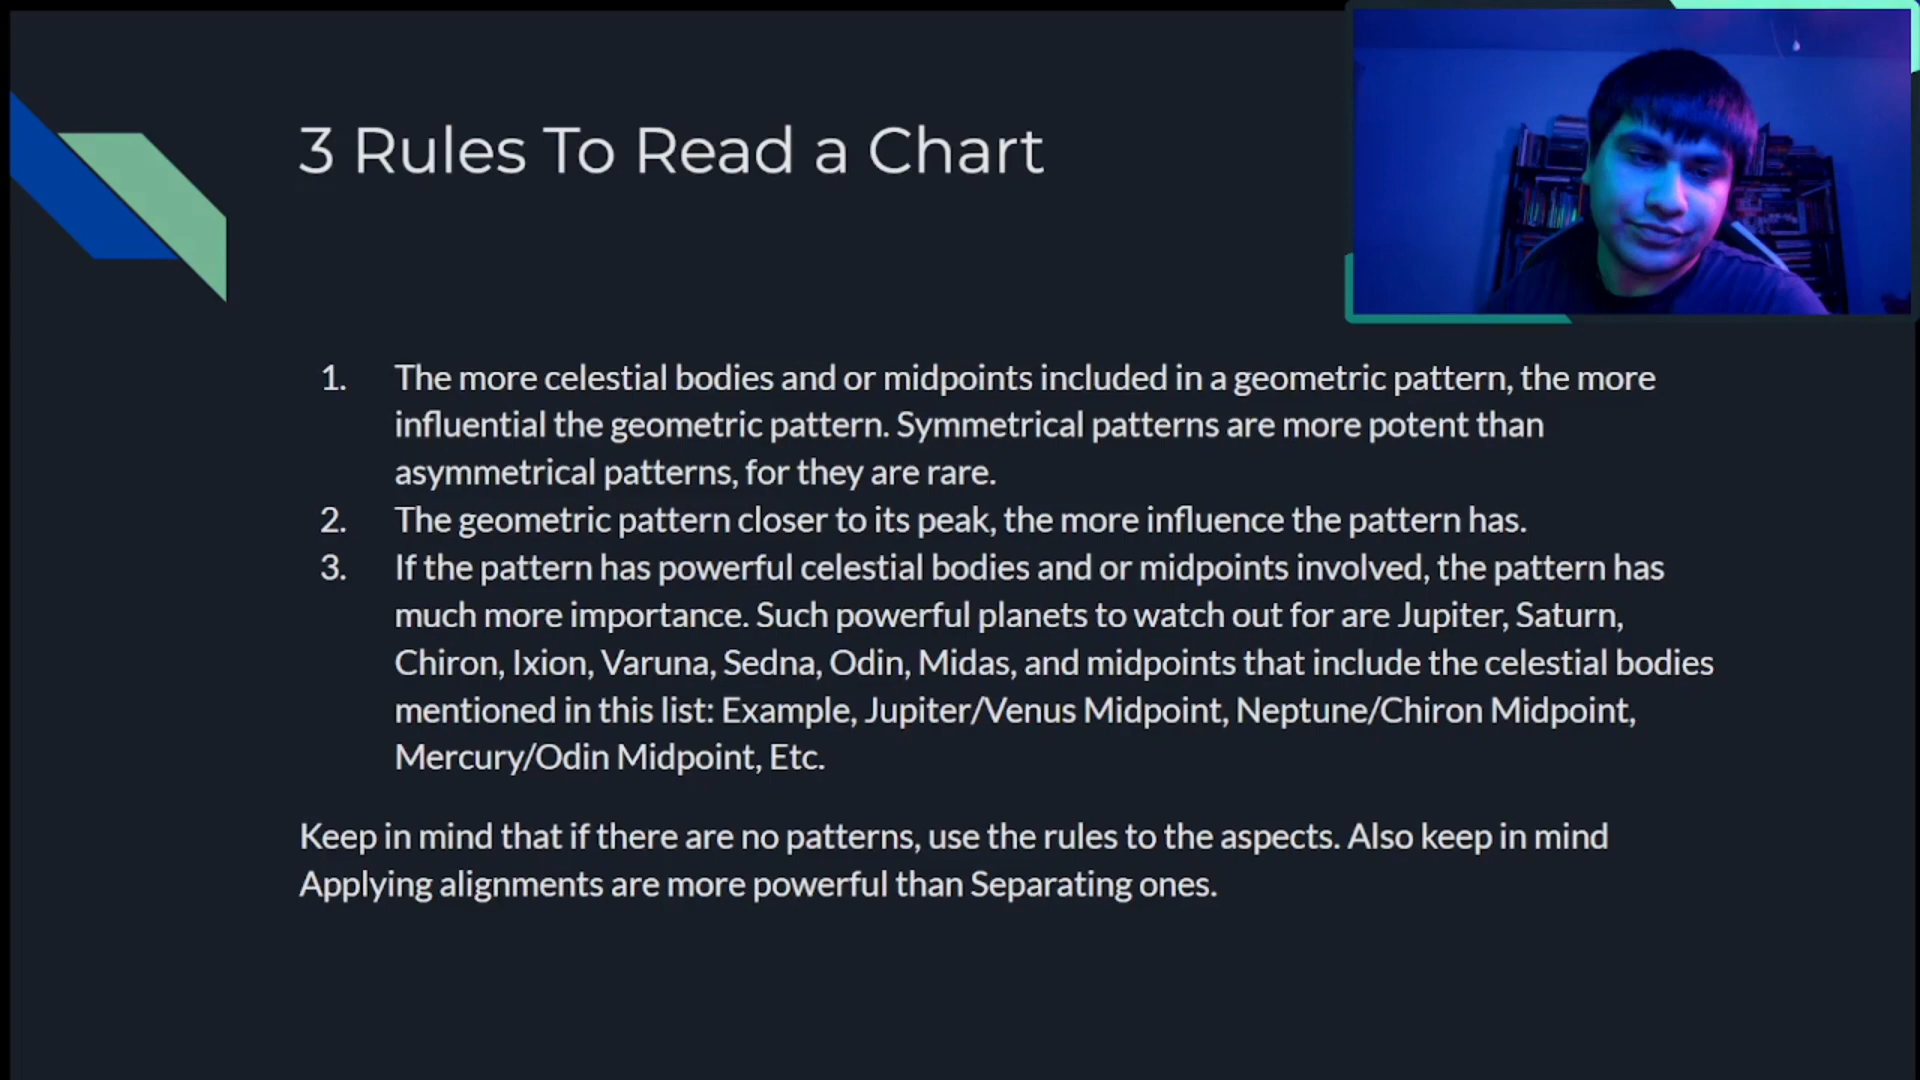 3 Rules To Read a Chart
1. The more celestial bodies and or midpoints included in a geometric pattern, the more
influential the geometric pattern. Symmetrical patterns are more potent than
asymmetrical patterns, for they are rare.
2. The geometric pattern closer to its peak, the more influence the pattern has.
3. If the pattern has powerful celestial bodies and or midpoints involved, the pattern has
much more importance. Such powerful planets to watch out for are Jupiter, Saturn,
Chiron, Ixion, Varuna, Sedna, Odin, Midas, and midpoints that include the celestial bodies
mentioned in this list: Example, Jupiter/Venus Midpoint, Neptune/Chiron Midpoint,
Mercury/Odin Midpoint, Etc.
Keep in mind that if there are no patterns, use the rules to the aspects. Also keep in mind
Applying alignments are more powerful than Separating ones.